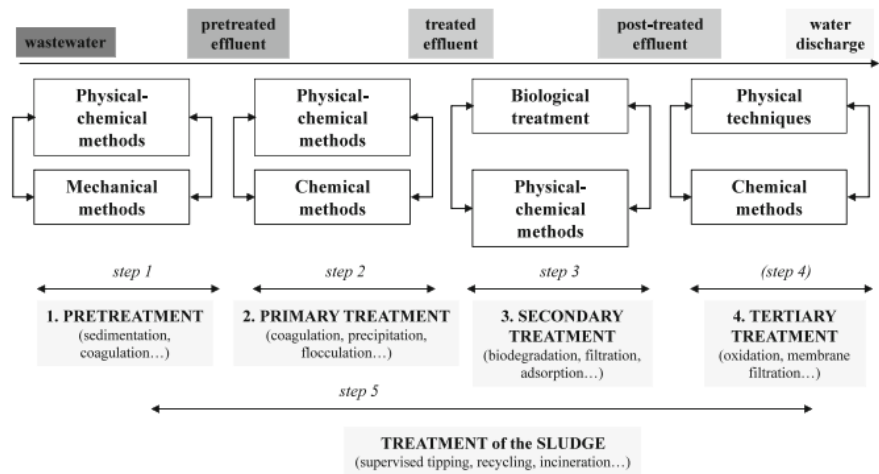 wastewater
pretreated
effluent
treated
effluent
post-treated
effluent
water
discharge
Physical-
chemical
methods
Mechanical
methods
Physical-
chemical
methods
Chemical
methods
Biological
treatment
Physical-
chemical
methods
Physical
techniques
Chemical
methods
step 1
step 2
step 3
(step 4)
1. PRETREATMENT
(sedimentation,
coagulation…)
2. PRIMARY TREATMENT
(coagulation, precipitation,
flocculation…)
3. SECONDARY
TREATMENT
(biodegradation, filtration,
adsorption…)
4. TERTIARY
TREATMENT
(oxidation, membrane
filtration…)
step 5
TREATMENT of the SLUDGE
(supervised tipping, recycling, incineration…)